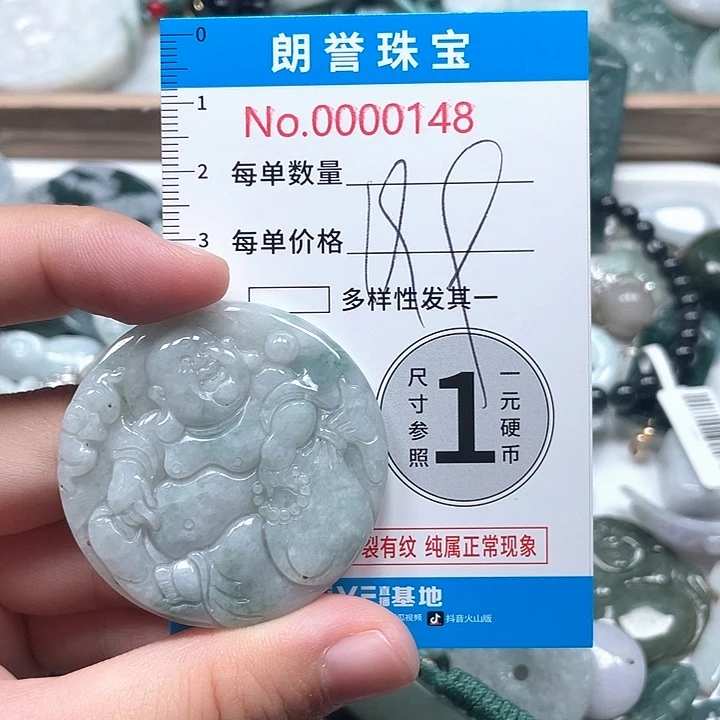 0
朗誉珠宝
1
No.0000148
2
每单数量
3
每单价格
多样性发其一
尺寸参照
1
一元硬币
裂有纹 纯属正常现象
直播基地
抖音火山版